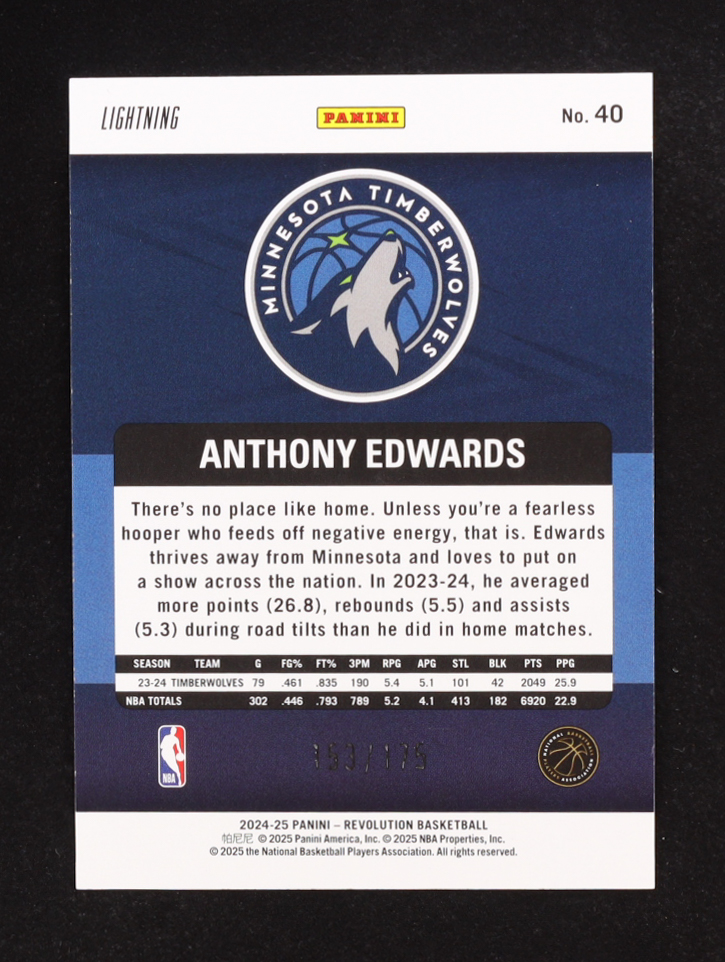 LIGHTNING
PANINI
No. 40
MINNESOTA TIMBERWOLVES
ANTHONY EDWARDS
There's no place like home. Unless you're a fearless
hooper who feeds off negative energy, that is. Edwards
thrives away from Minnesota and loves to put on
a show across the nation. In 2023-24, he averaged
more points (26.8), rebounds (5.5) and assists
(5.3) during road tilts than he did in home matches.
SEASON TEAM G FG% FT% 3PM RPG APG STL BLK PTS PPG
23-24 TIMBERWOLVES 79 .461 .835 190 5.4 5.1 101 42 2049 25.9
NBA TOTALS 302 .446 .793 789 5.2 4.1 413 182 6920 22.9
NBA
153/175
NATIONAL BASKETBALL PLAYERS ASSOCIATION
2024-25 PANINI – REVOLUTION BASKETBALL
帕尼尼 © 2025 Panini America, Inc. © 2025 NBA Properties, Inc.
© 2025 the National Basketball Players Association. All rights reserved.